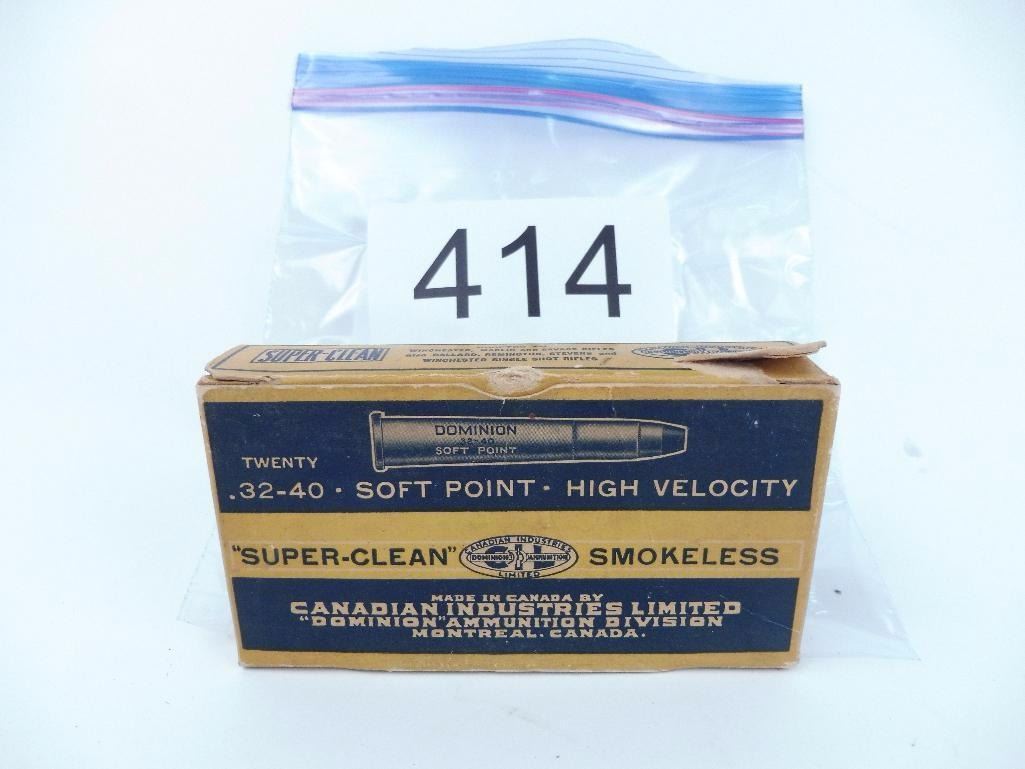 414
SUPER-CLEAN
WINCHESTER, MARLIN AND SAVAGE RIFLES
also BALLARD, REMINGTON, STEVENS and
WINCHESTER SINGLE SHOT RIFLES
DOMINION
32-40
SOFT POINT
TWENTY
.32-40 · SOFT POINT · HIGH VELOCITY
"SUPER-CLEAN"
CANADIAN INDUSTRIES
DOMINION AMMUNITION
CIL
LIMITED
SMOKELESS
MADE IN CANADA BY
CANADIAN INDUSTRIES LIMITED
"DOMINION" AMMUNITION DIVISION
MONTREAL. CANADA.